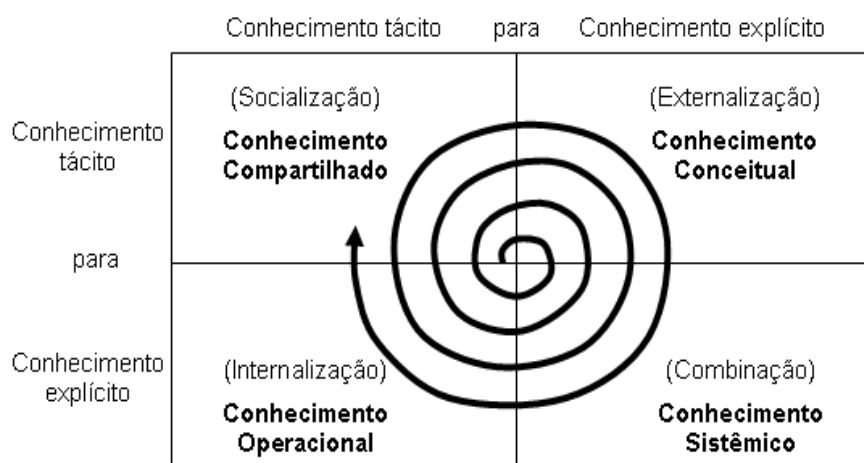 Conhecimento tácito para Conhecimento explícito
(Socialização)
Conhecimento
Compartilhado
(Externalização)
Conhecimento
Conceitual
Conhecimento
tácito
para
Conhecimento
explícito
(Internalização)
Conhecimento
Operacional
(Combinação)
Conhecimento
Sistêmico